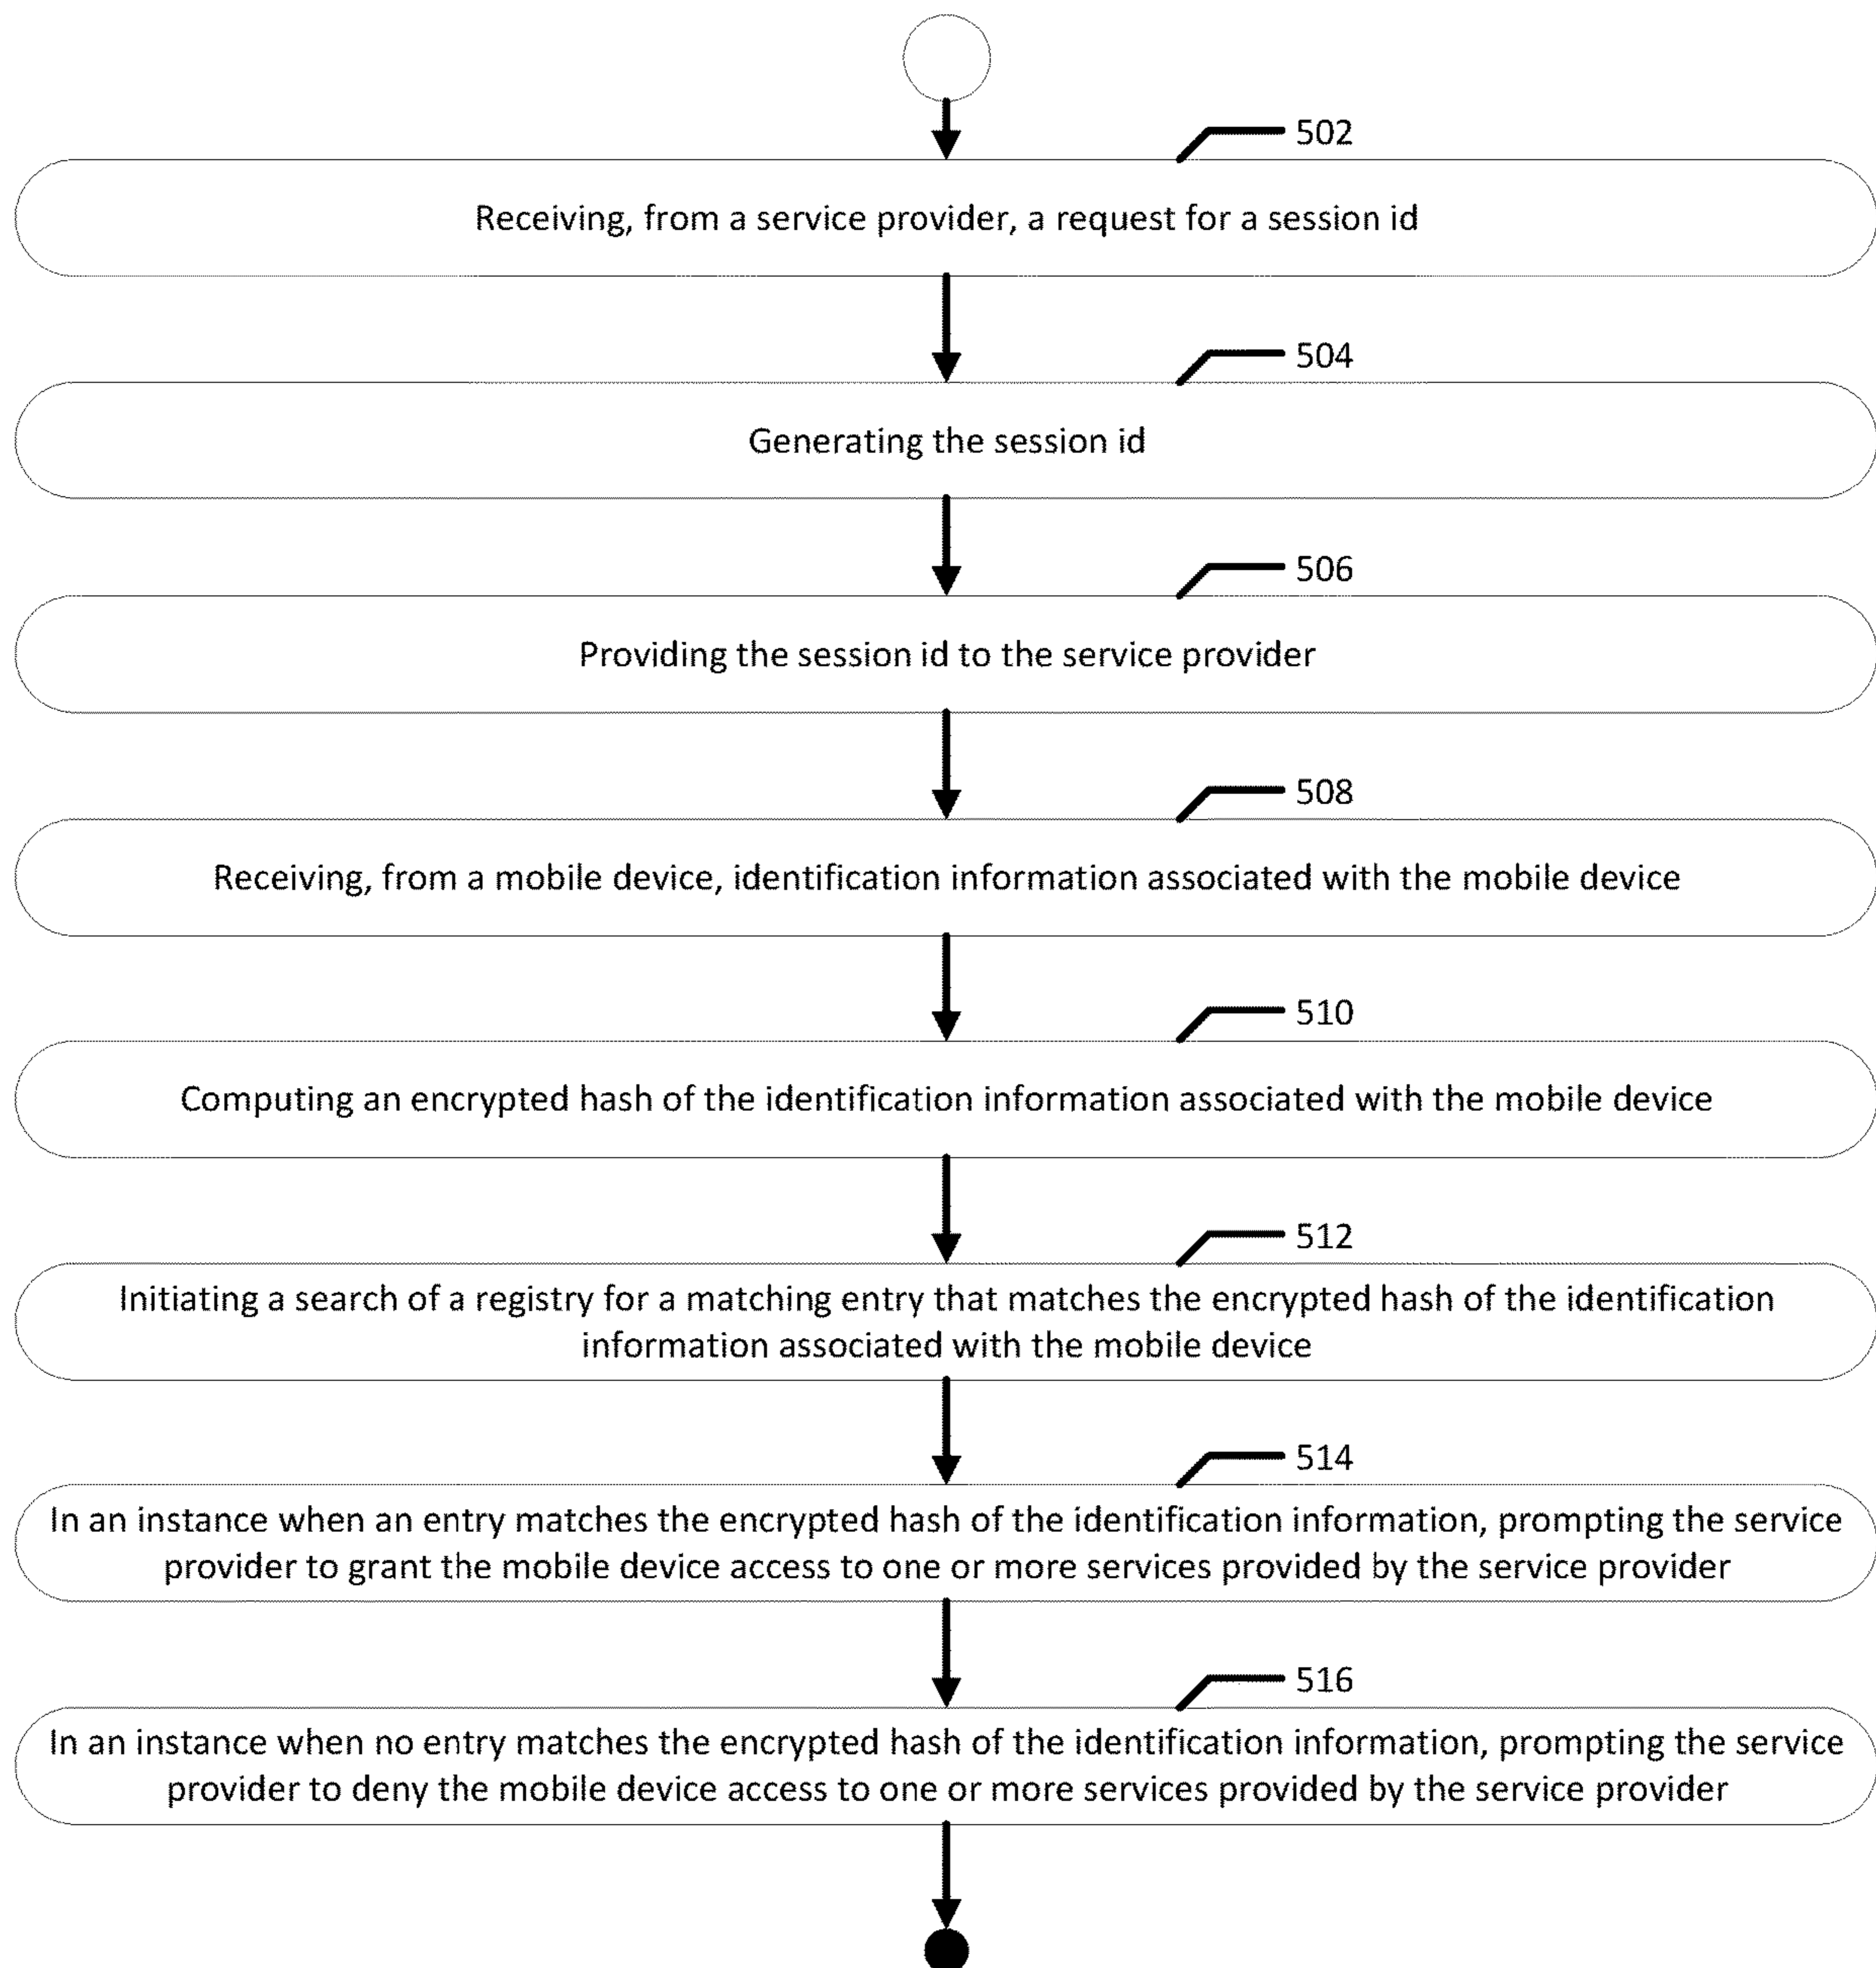 502
Receiving, from a service provider, a request for a session id
504
Generating the session id
506
Providing the session id to the service provider
508
Receiving, from a mobile device, identification information associated with the mobile device
510
Computing an encrypted hash of the identification information associated with the mobile device
512
Initiating a search of a registry for a matching entry that matches the encrypted hash of the identification
information associated with the mobile device
514
In an instance when an entry matches the encrypted hash of the identification information, prompting the service
provider to grant the mobile device access to one or more services provided by the service provider
516
In an instance when no entry matches the encrypted hash of the identification information, prompting the service
provider to deny the mobile device access to one or more services provided by the service provider